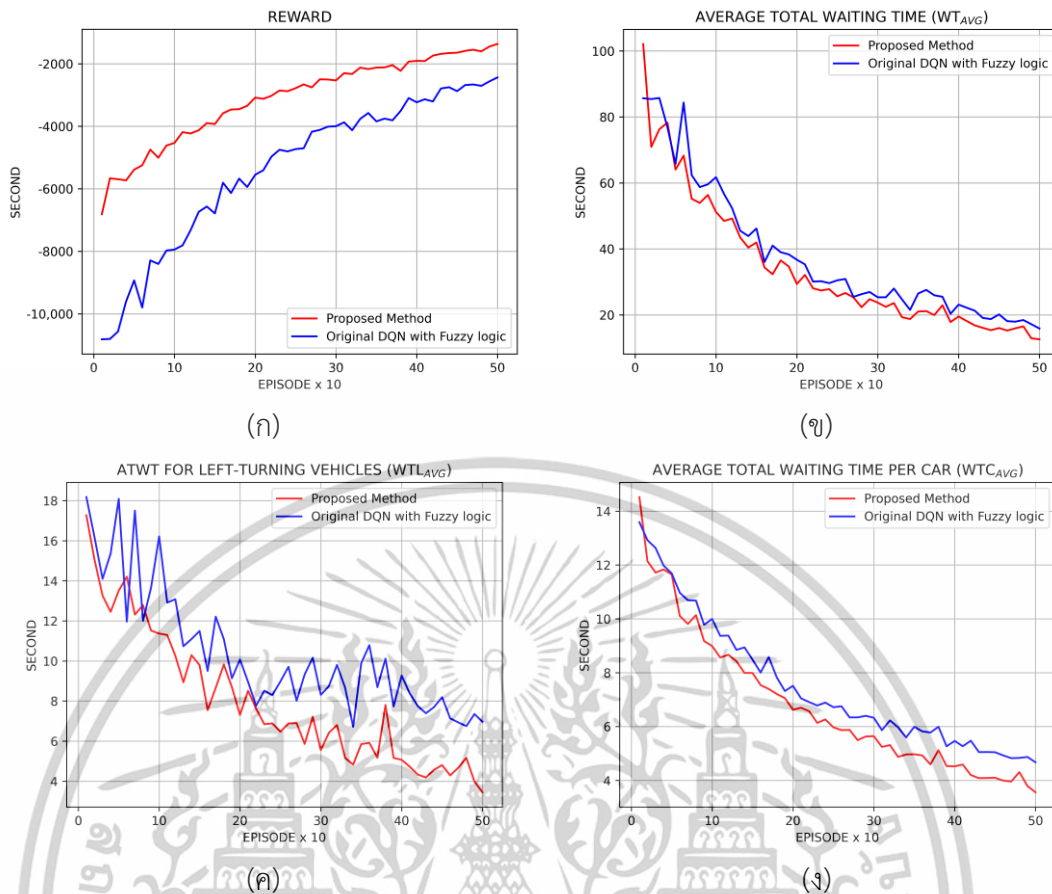 REWARD
-2000
-4000
-6000
-8000
-10,000
SECOND
Proposed Method
Original DQN with Fuzzy logic
0 10 20 30 40 50
EPISODE x 10
(ก)
AVERAGE TOTAL WAITING TIME (WT_AVG)
100
80
60
40
20
SECOND
Proposed Method
Original DQN with Fuzzy logic
0 10 20 30 40 50
EPISODE x 10
(ข)
ATWT FOR LEFT-TURNING VEHICLES (WTL_AVG)
18
16
14
12
10
8
6
4
SECOND
Proposed Method
Original DQN with Fuzzy logic
0 10 20 30 40 50
EPISODE x 10
(ค)
AVERAGE TOTAL WAITING TIME PER CAR (WTC_AVG)
14
12
10
8
6
4
SECOND
Proposed Method
Original DQN with Fuzzy logic
0 10 20 30 40 50
EPISODE x 10
(ง)